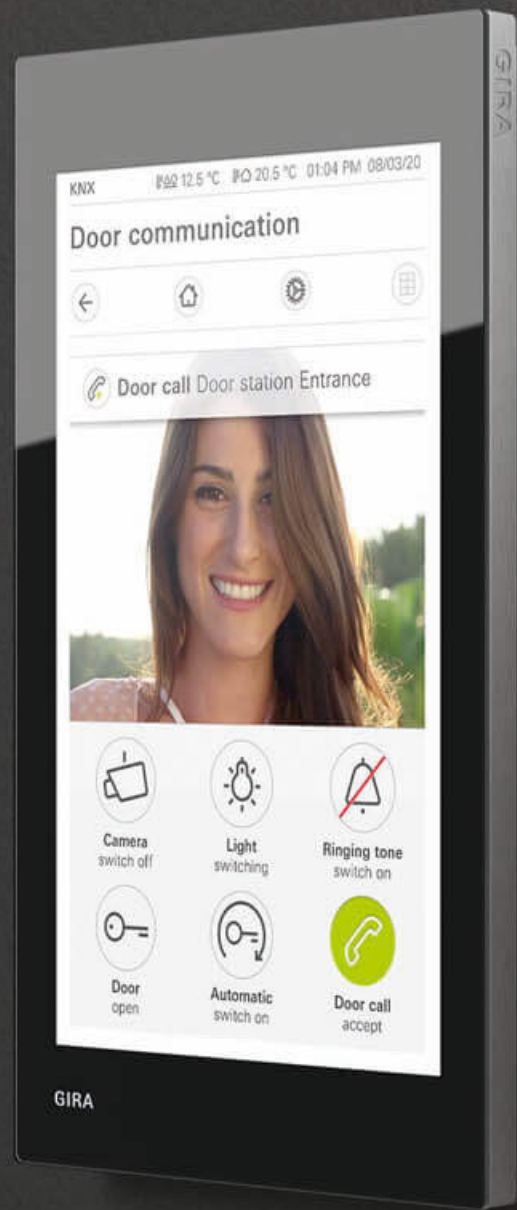 GIRA
KNX 12.5 °C 20.5 °C 01:04 PM 08/03/20
Door communication
Door call Door station Entrance
Camera
switch off
Light
switching
Ringing tone
switch on
Door
open
Automatic
switch on
Door call
accept
GIRA